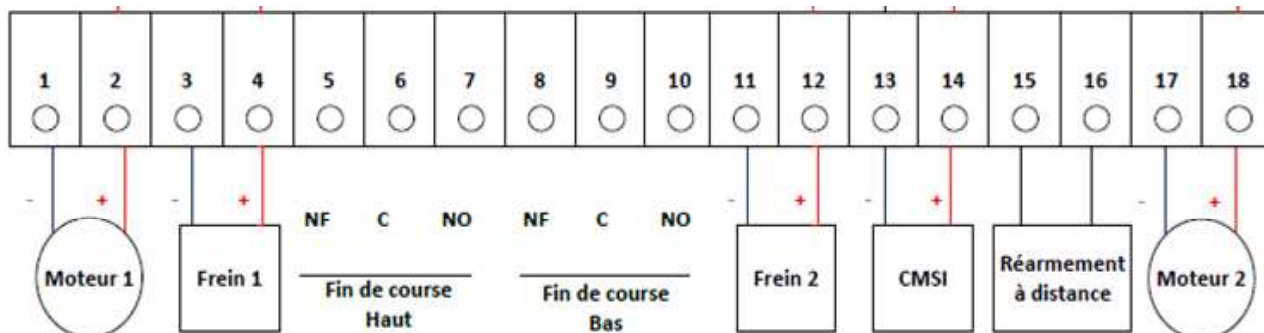 1 2 3 4 5 6 7 8 9 10 11 12 13 14 15 16 17 18
- + - + - + - + - +
NF C NO NF C NO
Moteur 1 Frein 1 Fin de course Haut Fin de course Bas Frein 2 CMSI Réarmement à distance Moteur 2